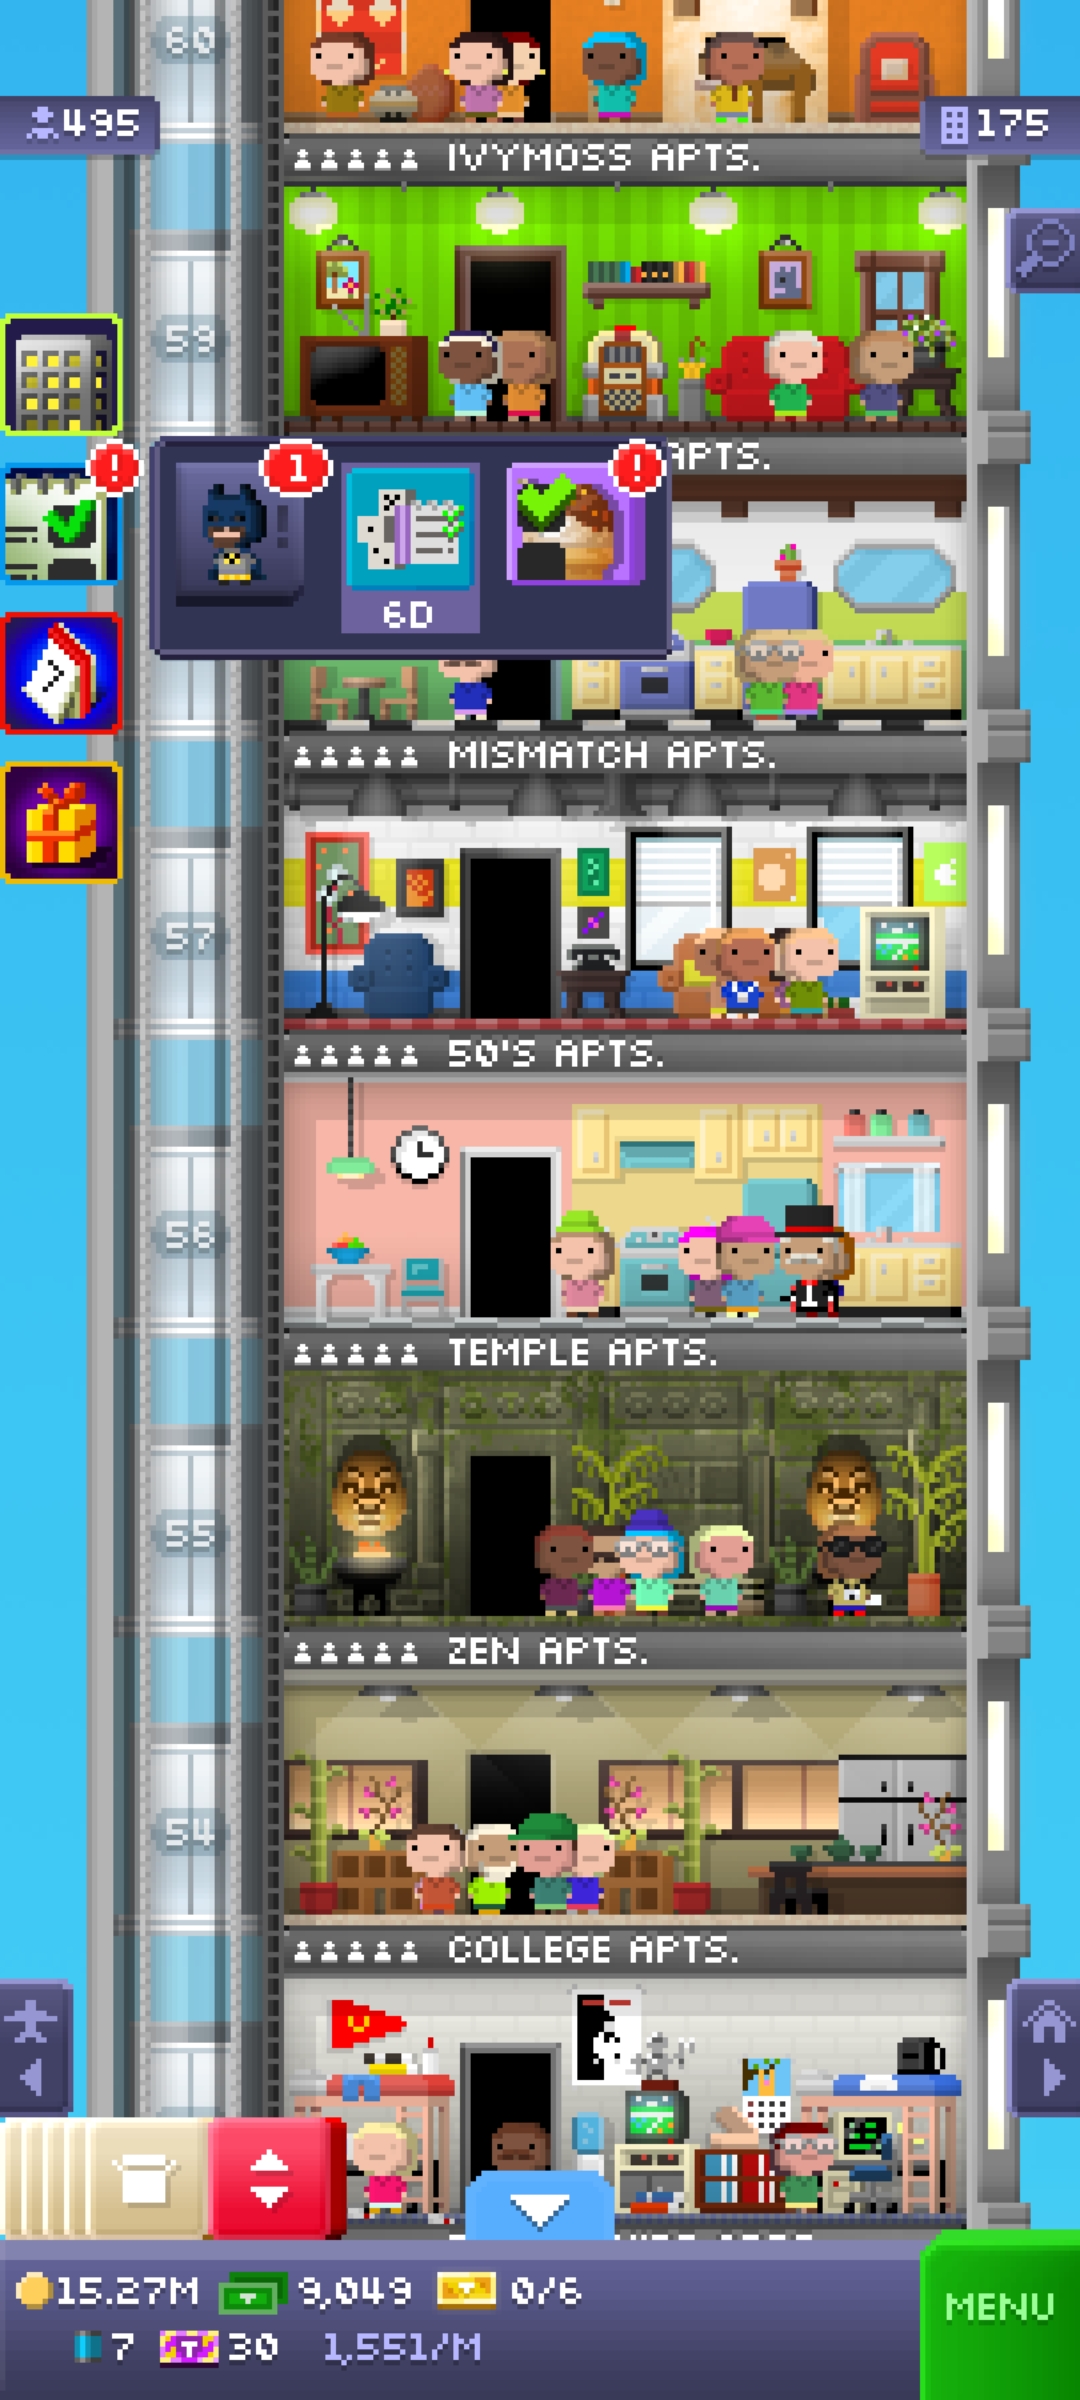 60
495
175
IVYMOSS APTS.
59
!
1
!
APTS.
6D
MISMATCH APTS.
57
50'S APTS.
56
TEMPLE APTS.
55
ZEN APTS.
54
COLLEGE APTS.
15.27M
9,049
0/6
MENU
7
30
1,551/M